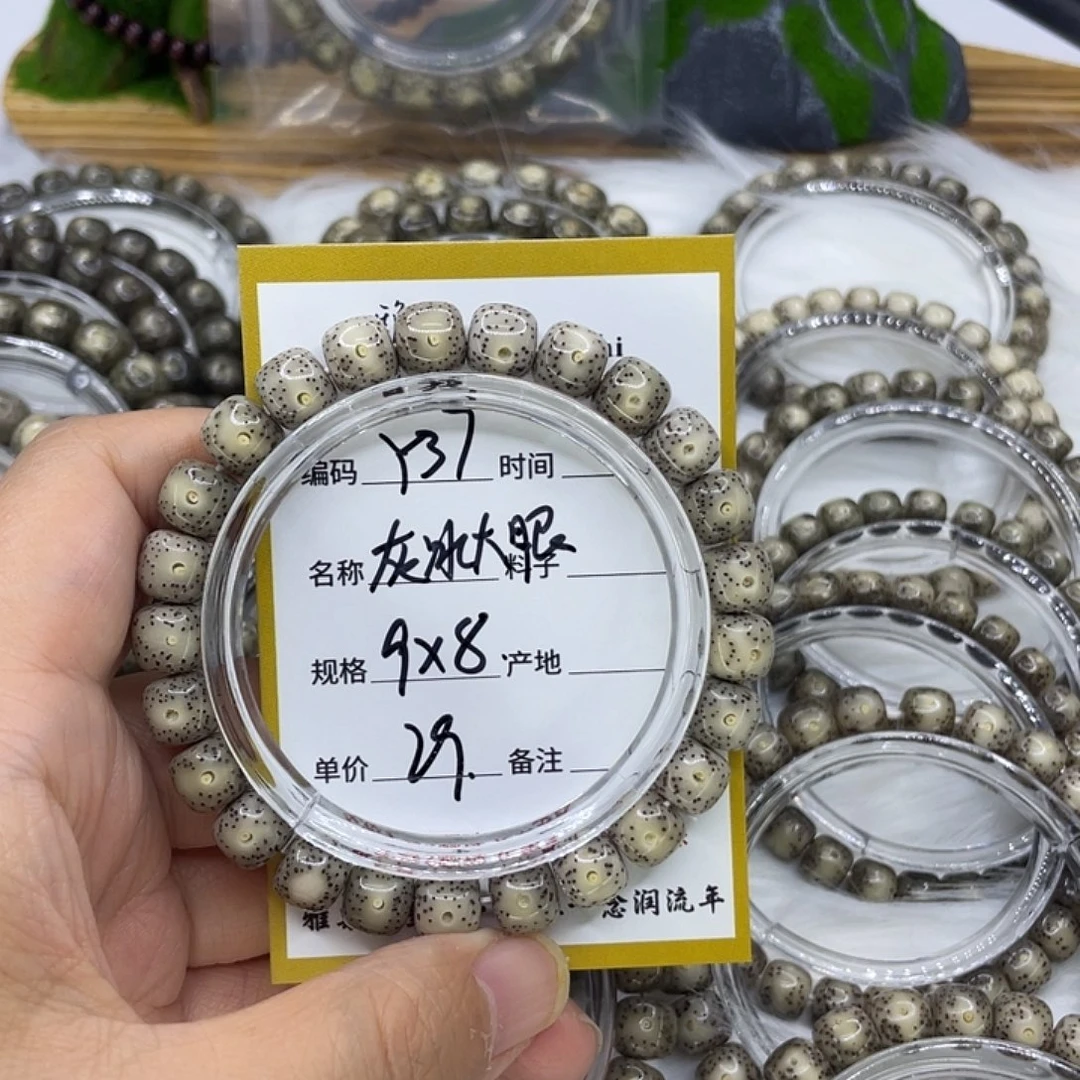 编码 Y37 时间
名称 灰冰大眼 料子
规格 9x8 产地
单价 29. 备注
念润流年